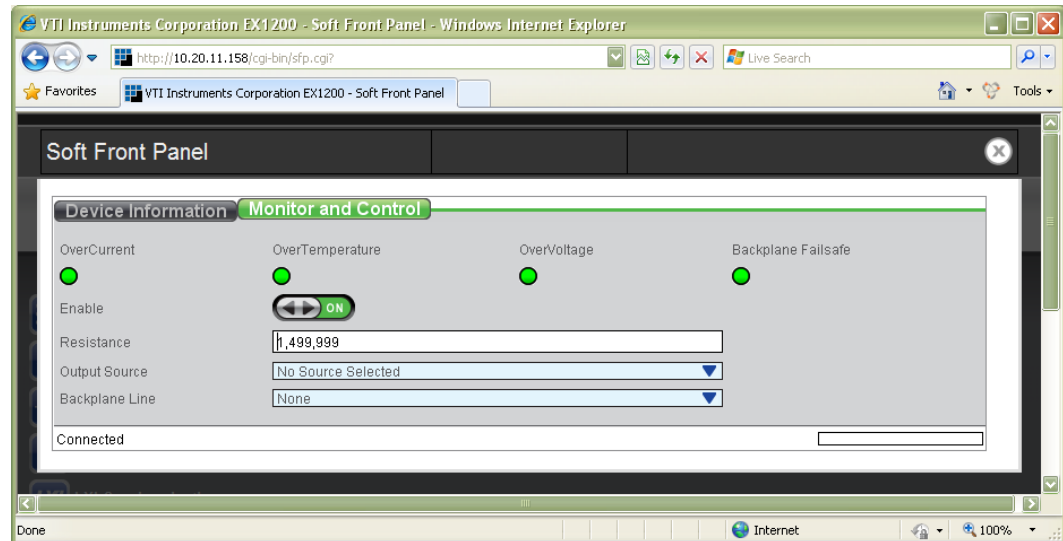 VTI Instruments Corporation EX1200 - Soft Front Panel - Windows Internet Explorer
http://10.20.11.158/cgi-bin/sfp.cgi?
Live Search
Favorites
VTI Instruments Corporation EX1200 - Soft Front Panel
Tools
Soft Front Panel
Device Information
Monitor and Control
OverCurrent
OverTemperature
OverVoltage
Backplane Failsafe
Enable
ON
Resistance
1,499,999
Output Source
No Source Selected
Backplane Line
None
Connected
Done
Internet
100%